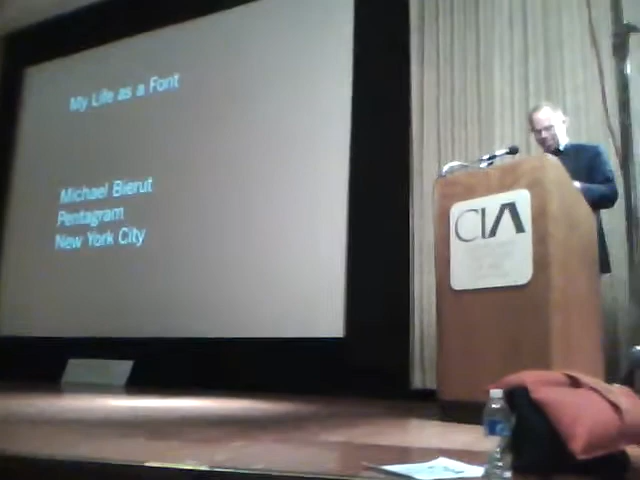 My Life as a Font
Michael Bierut
Pentagram
New York City
CIA